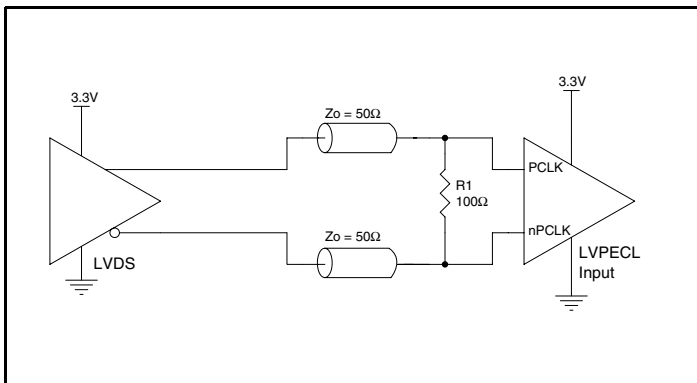 3.3V
Zo = 50Ω
3.3V
PCLK
R1
100Ω
nPCLK
Zo = 50Ω
LVDS
LVPECL
Input